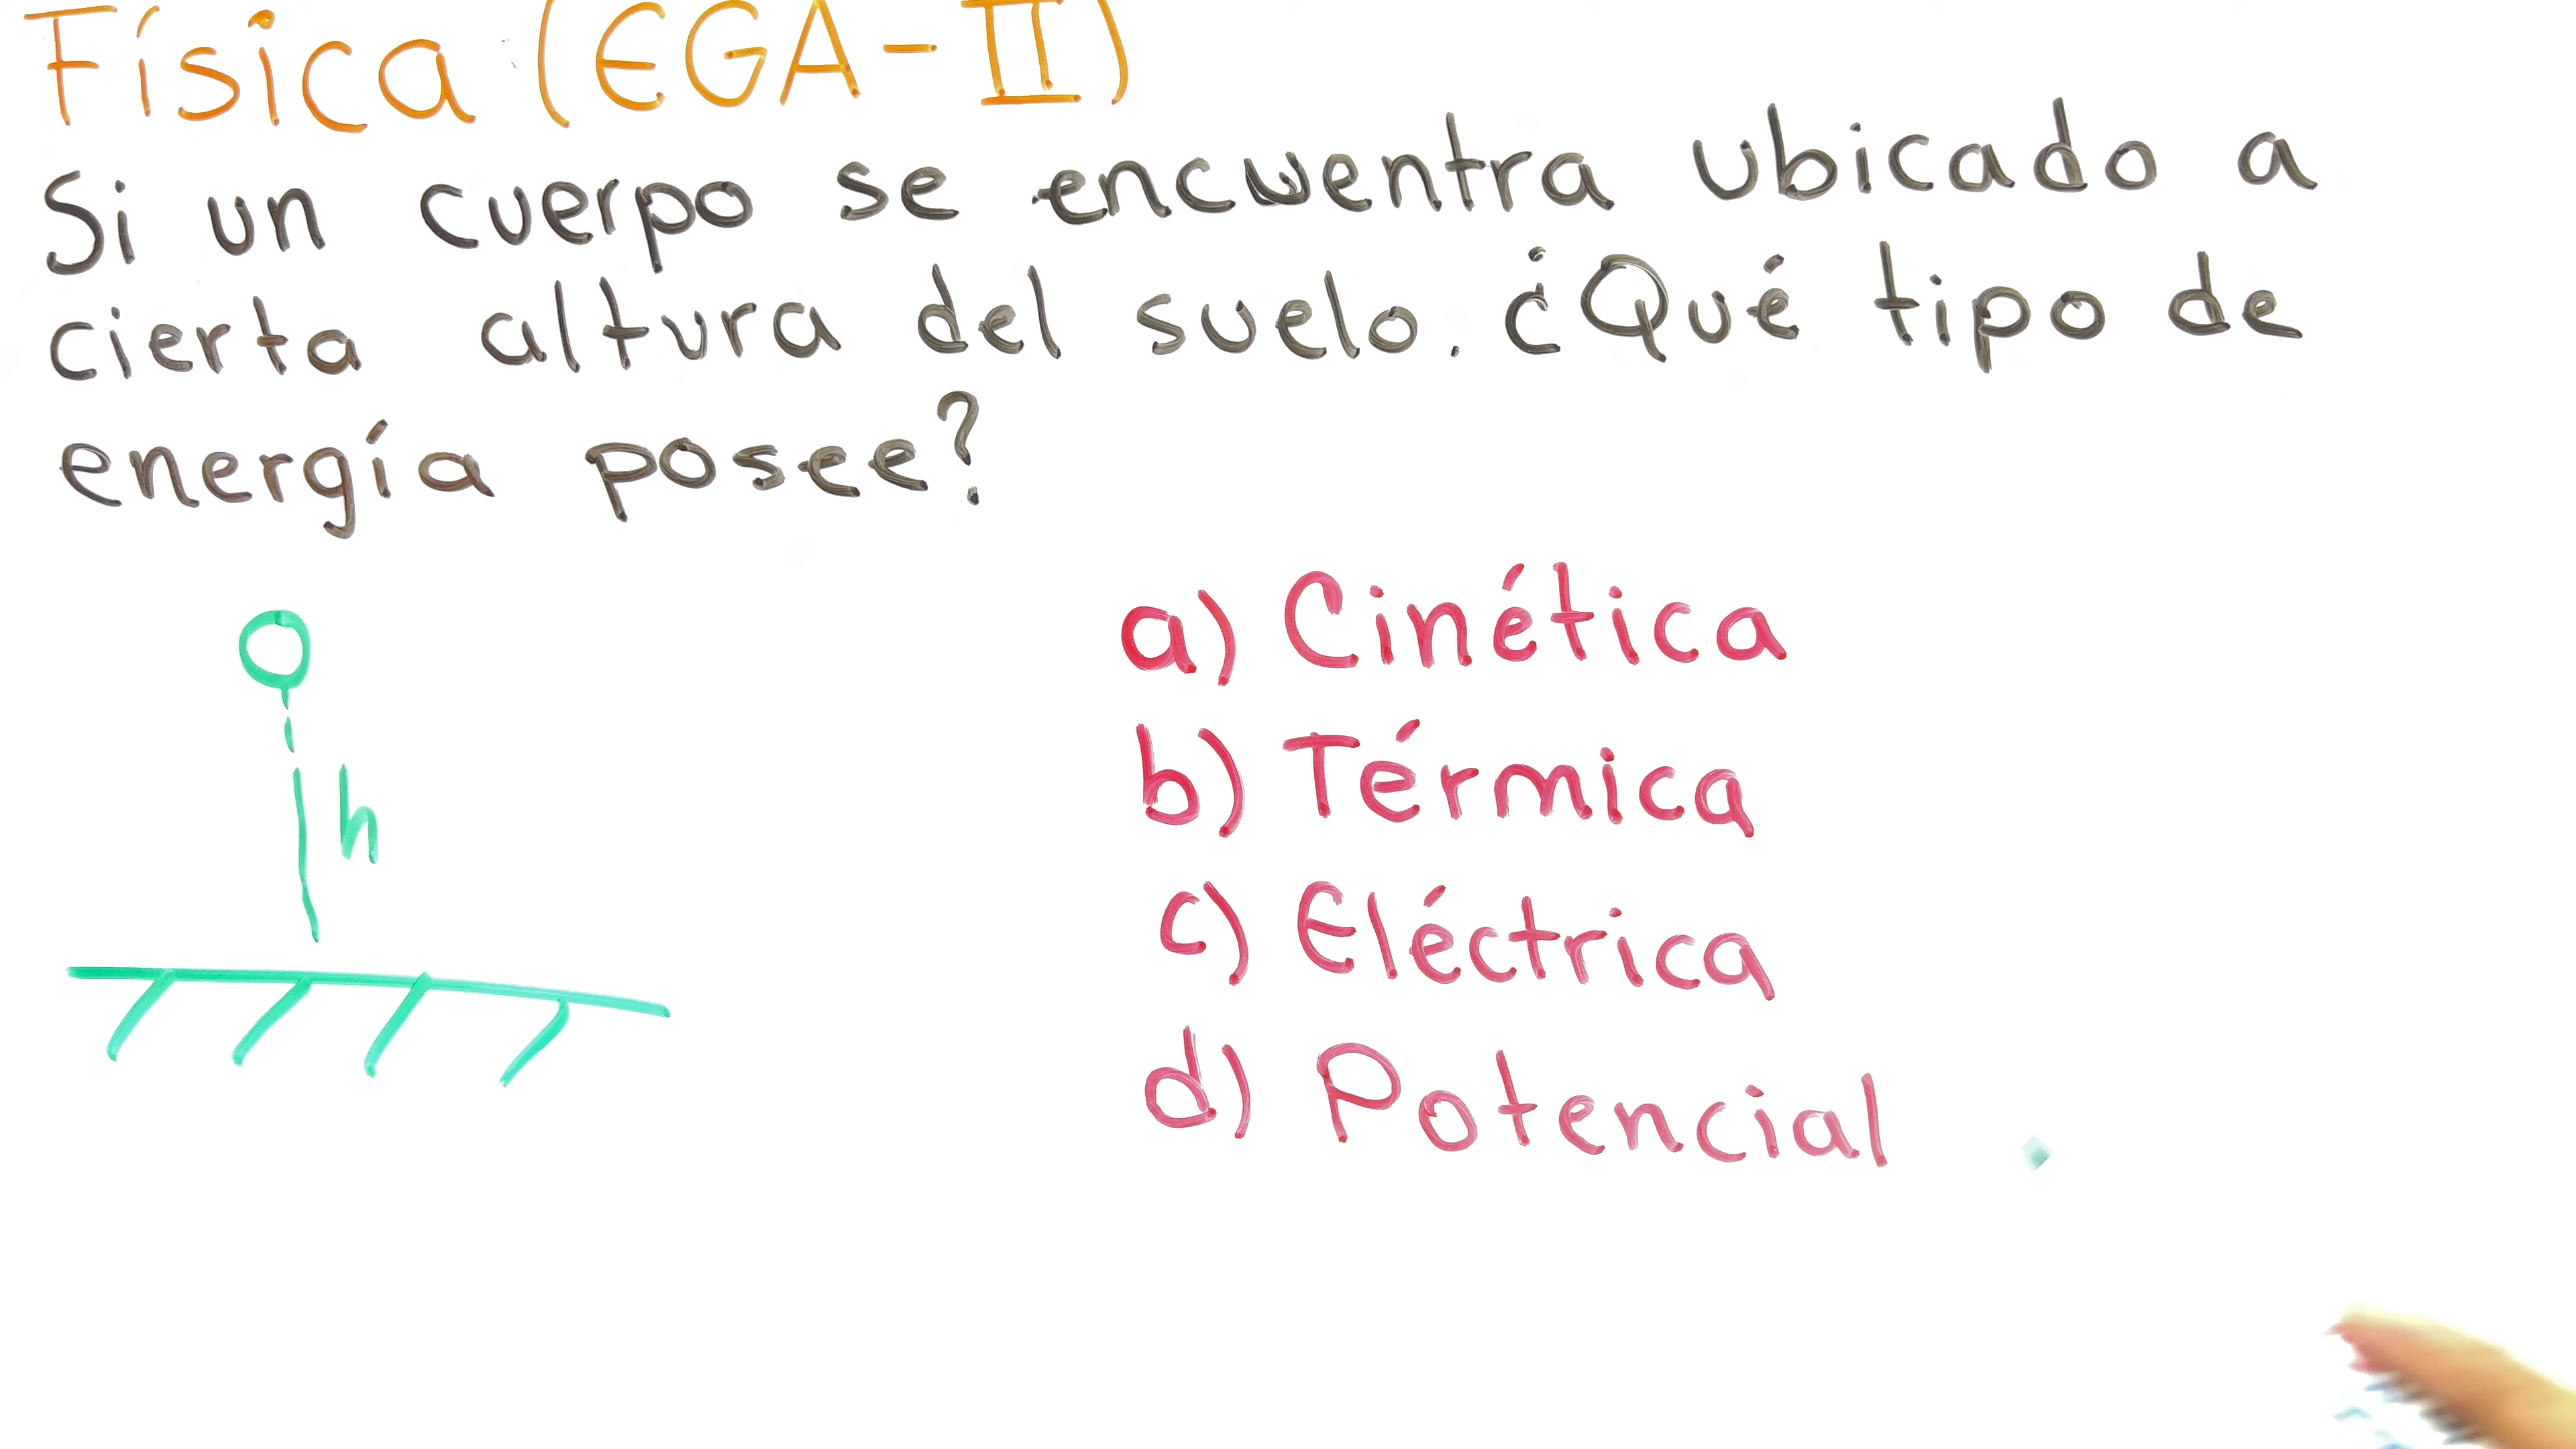 Física (EGA-II)
Si un cuerpo se encuentra ubicado a
cierta altura del suelo. ¿Qué tipo de
energía posee?
h
a) Cinética
b) Térmica
c) Eléctrica
d) Potencial